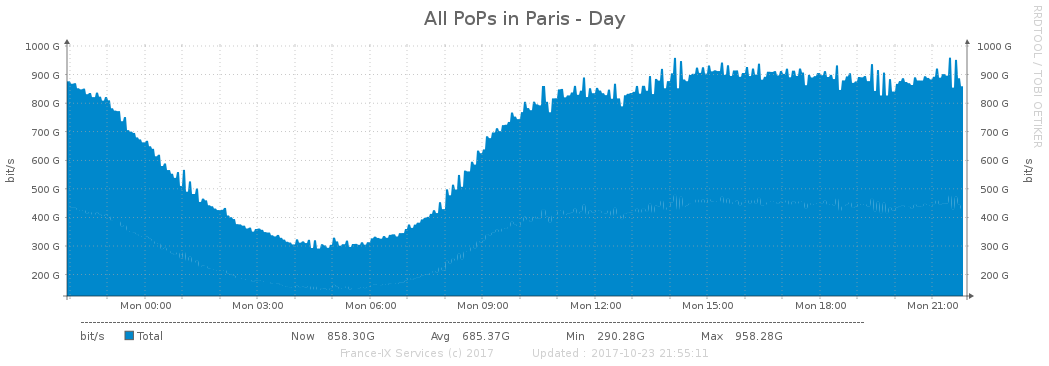 All PoPs in Paris - Day
RRDTOOL / TOBI OETIKER
1000 G 1000 G
900 G 900 G
800 G 800 G
700 G 700 G
600 G 600 G
500 G 500 G
400 G 400 G
300 G 300 G
200 G 200 G
bit/s bit/s
Mon 00:00 Mon 03:00 Mon 06:00 Mon 09:00 Mon 12:00 Mon 15:00 Mon 18:00 Mon 21:00
bit/s Total Now 858.30G Avg 685.37G Min 290.28G Max 958.28G
France-IX Services (c) 2017 Updated : 2017-10-23 21:55:11